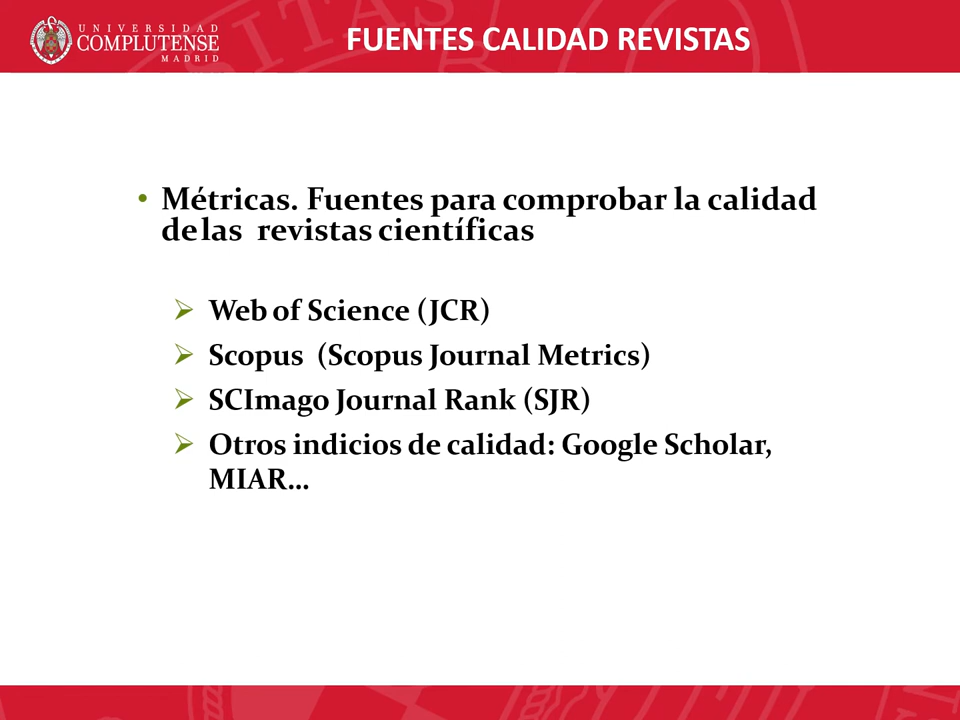 UNIVERSIDAD
COMPLUTENSE
MADRID
FUENTES CALIDAD REVISTAS
• Métricas. Fuentes para comprobar la calidad
de las revistas científicas
➢ Web of Science (JCR)
➢ Scopus (Scopus Journal Metrics)
➢ SCImago Journal Rank (SJR)
➢ Otros indicios de calidad: Google Scholar,
MIAR...